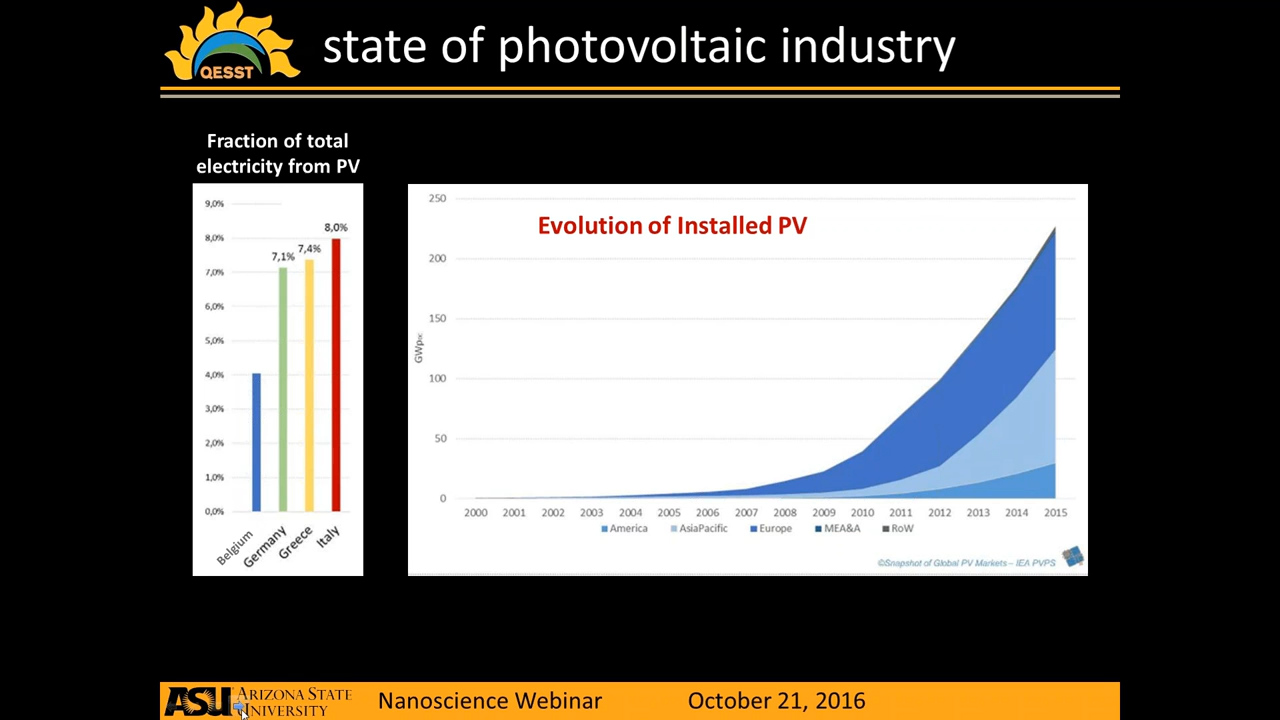 QESST
state of photovoltaic industry
Fraction of total
electricity from PV
9,0%
8,0%
7,0%
6,0%
5,0%
4,0%
3,0%
2,0%
1,0%
0,0%
7,1%
7,4%
8,0%
Belgium
Germany
Greece
Italy
Evolution of Installed PV
250
200
150
100
50
0
GWpDC
2000 2001 2002 2003 2004 2005 2006 2007 2008 2009 2010 2011 2012 2013 2014 2015
America AsiaPacific Europe MEA&A RoW
©Snapshot of Global PV Markets – IEA PVPS
ASU ARIZONA STATE
UNIVERSITY
Nanoscience Webinar October 21, 2016